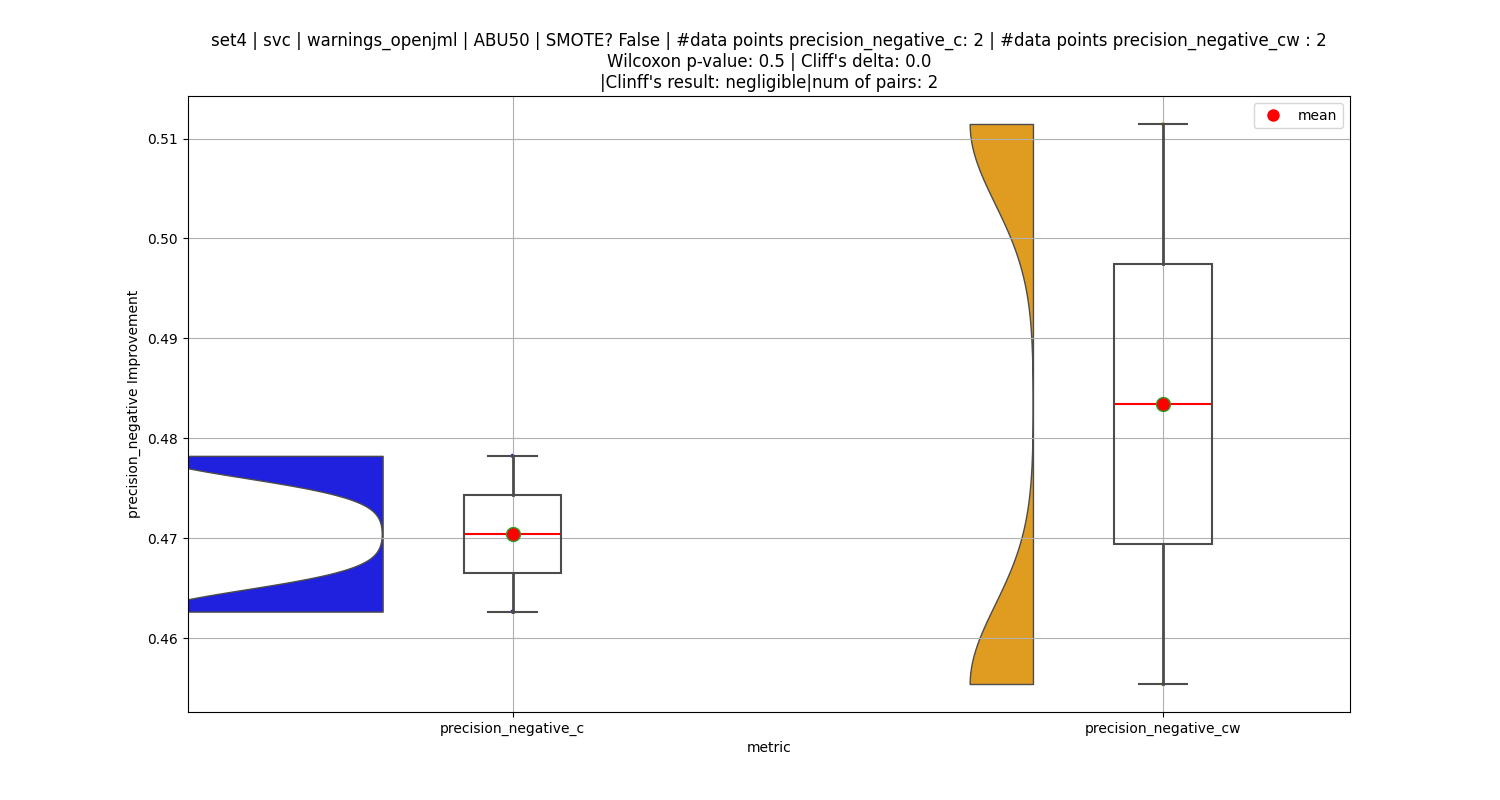 set4 | svc | warnings_openjml | ABU50 | SMOTE? False | #data points precision_negative_c: 2 | #data points precision_negative_cw : 2
Wilcoxon p-value: 0.5 | Cliff's delta: 0.0
|Clinff's result: negligible|num of pairs: 2
mean
0.51
0.50
0.49
0.48
0.47
0.46
precision_negative Improvement
precision_negative_c
precision_negative_cw
metric